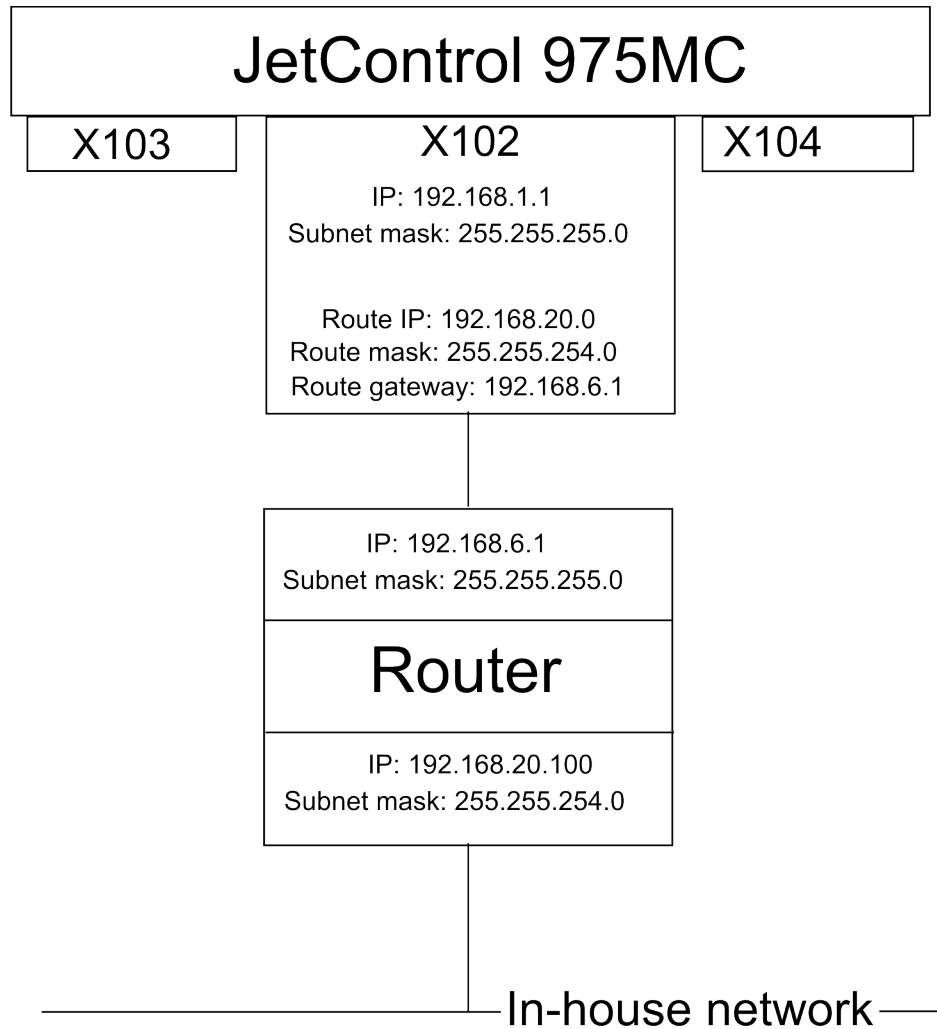 JetControl 975MC
X103
X102
X104
IP: 192.168.1.1
Subnet mask: 255.255.255.0
Route IP: 192.168.20.0
Route mask: 255.255.254.0
Route gateway: 192.168.6.1
IP: 192.168.6.1
Subnet mask: 255.255.255.0
Router
IP: 192.168.20.100
Subnet mask: 255.255.254.0
In-house network